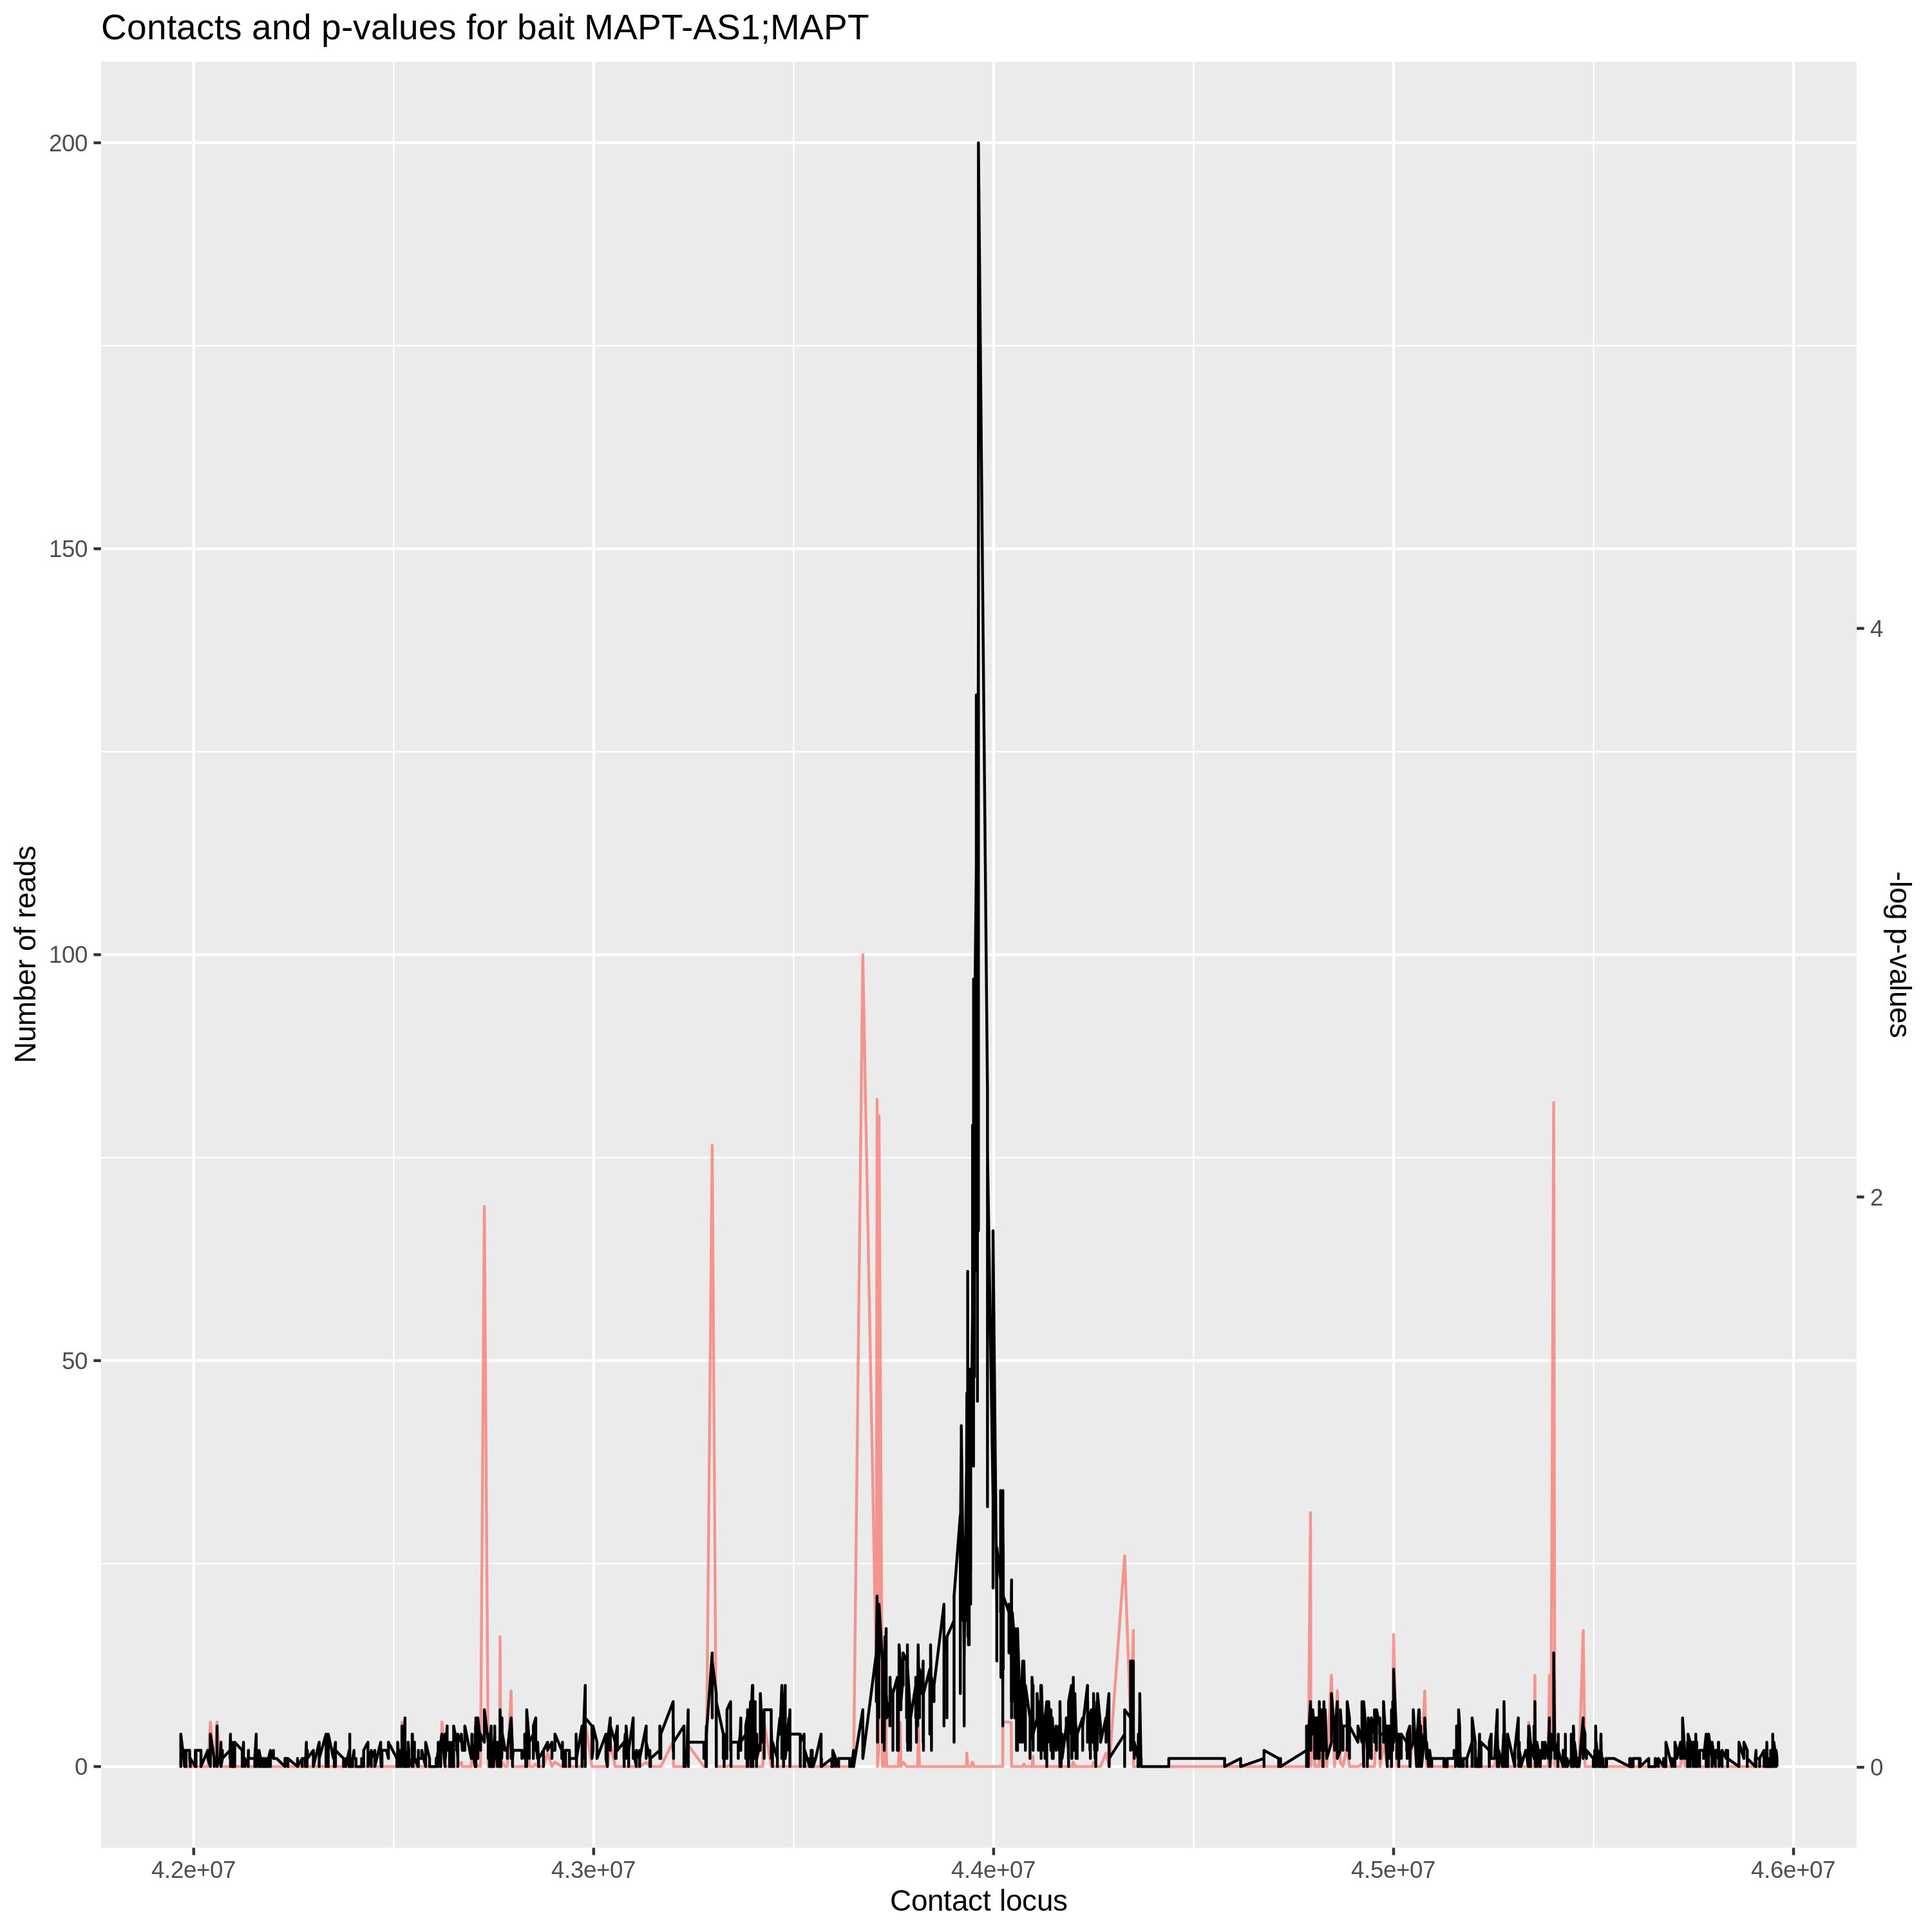 Contacts and p-values for bait MAPT-AS1;MAPT
200
150
100
50
0
Number of reads
4
2
0
-log p-values
4.2e+07
4.3e+07
4.4e+07
4.5e+07
4.6e+07
Contact locus